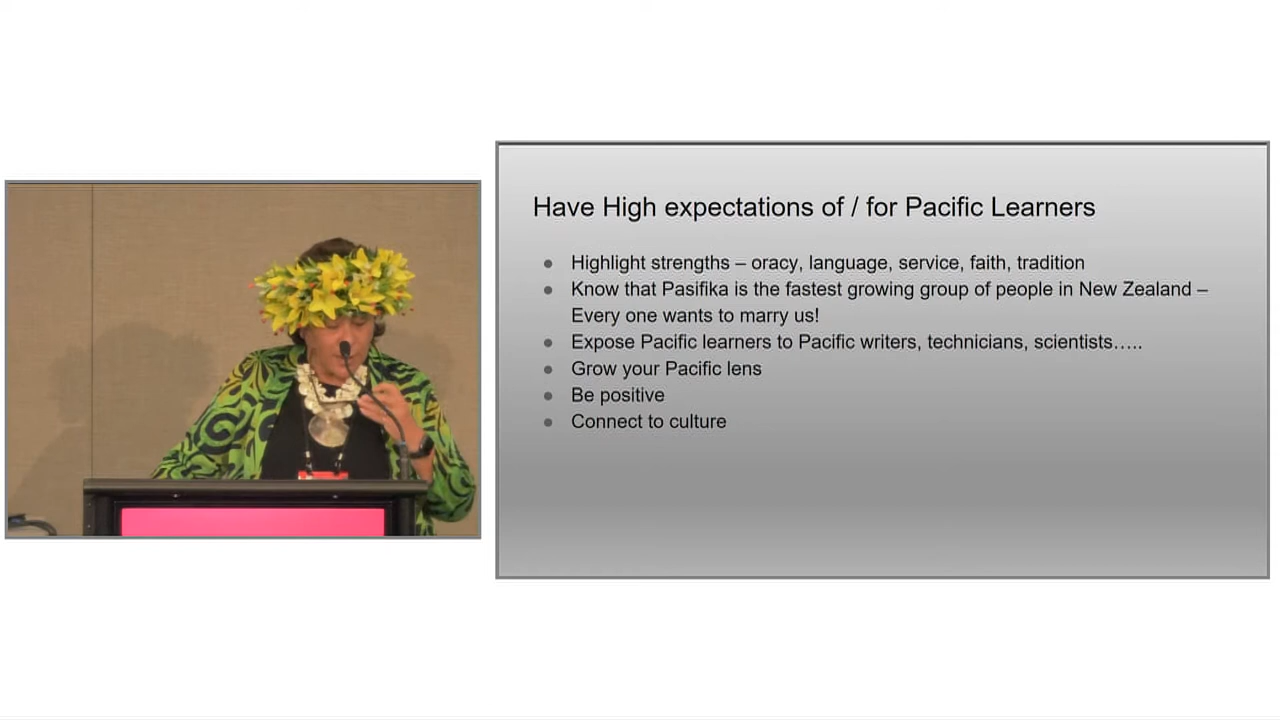 Have High expectations of / for Pacific Learners
● Highlight strengths – oracy, language, service, faith, tradition
● Know that Pasifika is the fastest growing group of people in New Zealand –
Every one wants to marry us!
● Expose Pacific learners to Pacific writers, technicians, scientists…..
● Grow your Pacific lens
● Be positive
● Connect to culture